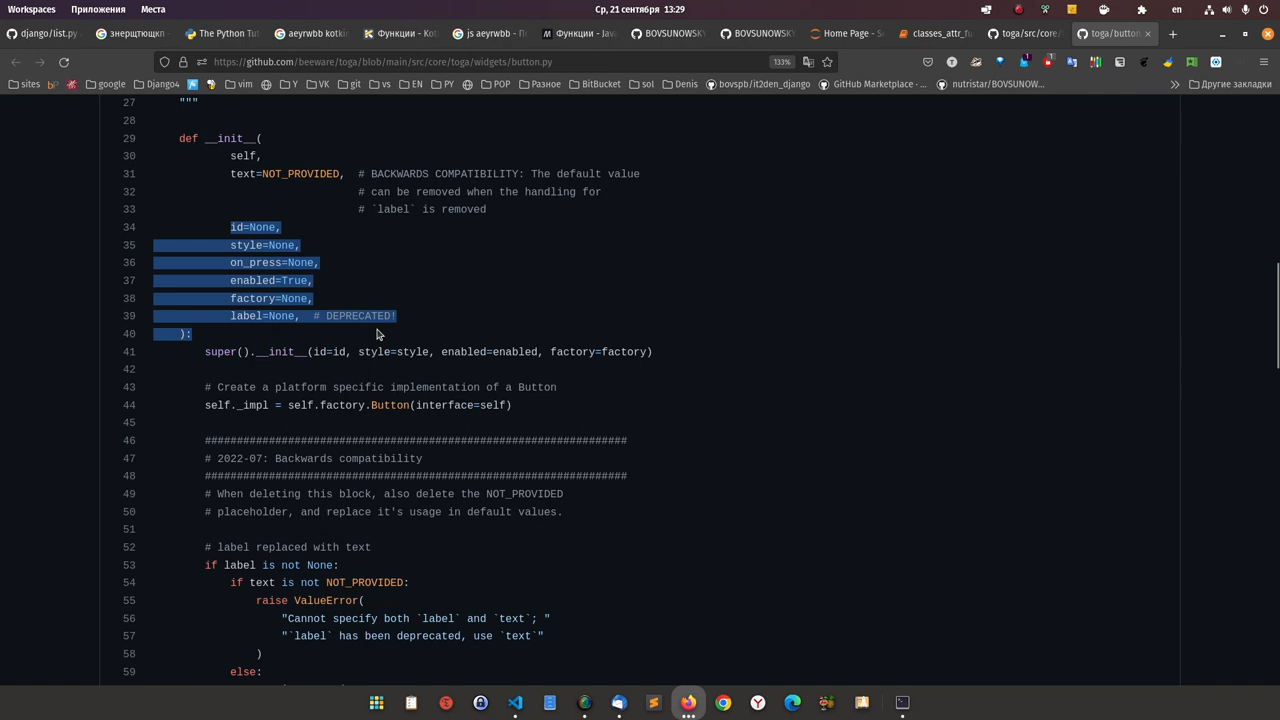 Workspaces Приложения Места Ср, 21 сентября 13:29 en
django/list.py знерщтющкп The Python Tut aeyrwbb kotlin Функции - Kot js aeyrwbb - По Функции - Java BOVSUNOWSKY BOVSUNOWSKY Home Page - S classes_attr_fu toga/src/core/ toga/button
https://github.com/beeware/toga/blob/main/src/core/toga/widgets/button.py 133%
sites google Django4 vim Y VK git vs EN PY POP Разное BitBucket sol Denis bovspb/it2den_django GitHub Marketplace · ... nutristar/BOVSUNOW... Другие закладки
27 """
28
29 def __init__(
30 self,
31 text=NOT_PROVIDED, # BACKWARDS COMPATIBILITY: The default value
32 # can be removed when the handling for
33 # `label` is removed
34 id=None,
35 style=None,
36 on_press=None,
37 enabled=True,
38 factory=None,
39 label=None, # DEPRECATED!
40 ):
41 super().__init__(id=id, style=style, enabled=enabled, factory=factory)
42
43 # Create a platform specific implementation of a Button
44 self._impl = self.factory.Button(interface=self)
45
46 ##################################################################
47 # 2022-07: Backwards compatibility
48 ##################################################################
49 # When deleting this block, also delete the NOT_PROVIDED
50 # placeholder, and replace it's usage in default values.
51
52 # label replaced with text
53 if label is not None:
54 if text is not NOT_PROVIDED:
55 raise ValueError(
56 "Cannot specify both `label` and `text`; "
57 "`label` has been deprecated, use `text`"
58 )
59 else: